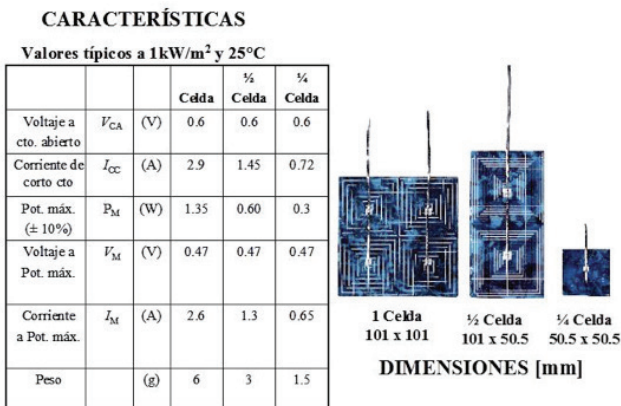 CARACTERÍSTICAS
Valores típicos a 1kW/m² y 25°C
Celda ½ Celda ¼ Celda
Voltaje a cto. abierto V_CA (V) 0.6 0.6 0.6
Corriente de corto cto I_CC (A) 2.9 1.45 0.72
Pot. máx. (± 10%) P_M (W) 1.35 0.60 0.3
Voltaje a Pot. máx. V_M (V) 0.47 0.47 0.47
Corriente a Pot. máx. I_M (A) 2.6 1.3 0.65
Peso (g) 6 3 1.5
1 Celda
101 x 101
½ Celda
101 x 50.5
¼ Celda
50.5 x 50.5
DIMENSIONES [mm]